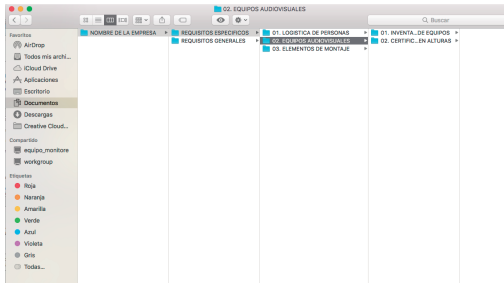 02. EQUIPOS AUDIOVISUALES
Buscar
Favoritos
AirDrop
Todos mis archi...
iCloud Drive
Aplicaciones
Escritorio
Documentos
Descargas
Creative Cloud...
Compartido
equipo_monitore
workgroup
Etiquetas
Roja
Naranja
Amarilla
Verde
Azul
Violeta
Gris
Todas...
NOMBRE DE LA EMPRESA
REQUISITOS ESPECIFICOS
REQUISITOS GENERALES
01. LOGISTICA DE PERSONAS
02. EQUIPOS AUDIOVISUALES
03. ELEMENTOS DE MONTAJE
01. INVENTA...DE EQUIPOS
02. CERTIFIC...EN ALTURAS